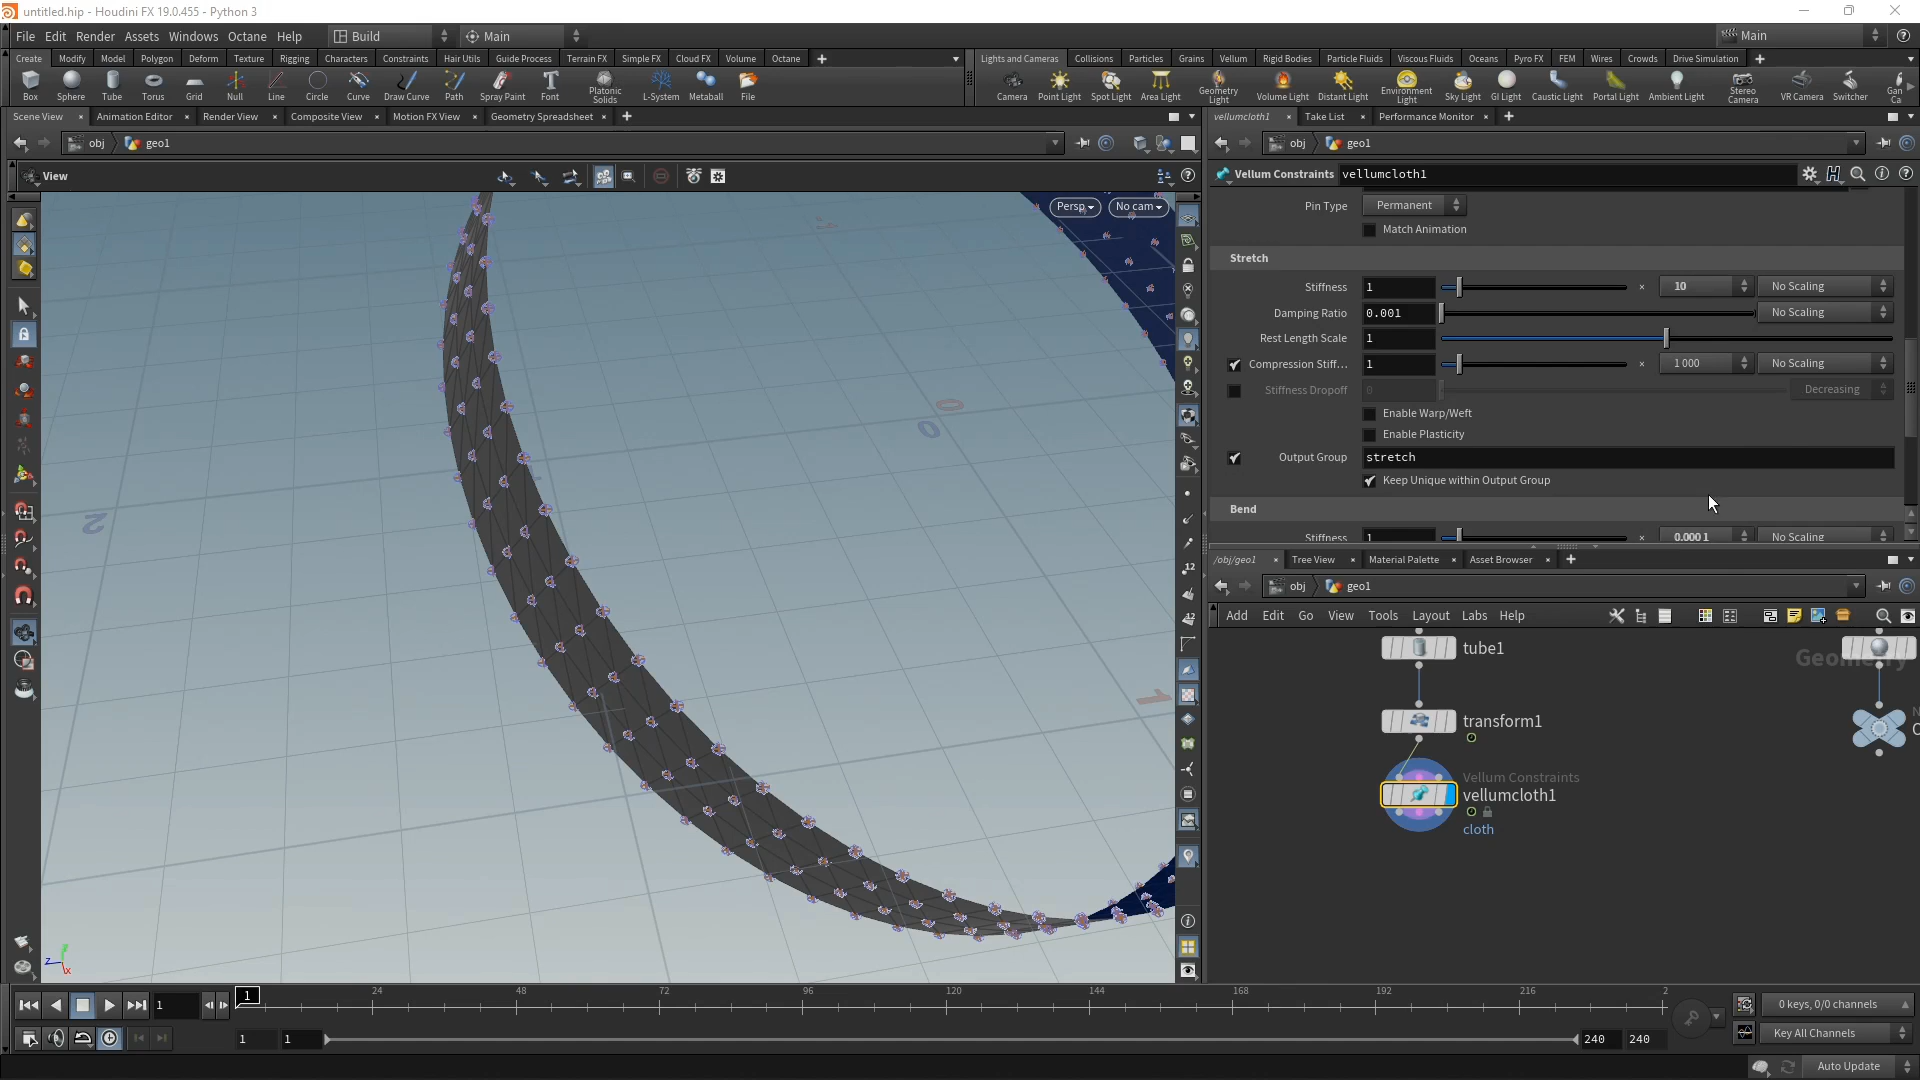 untitled.hip - Houdini FX 19.0.455 - Python 3
File Edit Render Assets Windows Octane Help Build Main Main
Create Modify Model Polygon Deform Texture Rigging Characters Constraints Hair Utils Guide Process Terrain FX Simple FX Cloud FX Volume Octane
Lights and Cameras Collisions Particles Grains Vellum Rigid Bodies Particle Fluids Viscous Fluids Oceans Pyro FX FEM Wires Crowds Drive Simulation
Box Sphere Tube Torus Grid Null Line Circle Curve Draw Curve Path Spray Paint Font Platonic Solids L-System Metaball File
Camera Point Light Spot Light Area Light Geometry Light Volume Light Distant Light Environment Light Sky Light GI Light Caustic Light Portal Light Ambient Light Stereo Camera VR Camera Switcher
Scene View Animation Editor Render View Composite View Motion FX View Geometry Spreadsheet
vellumcloth1 Take List Performance Monitor
obj geo1
obj geo1
View
Vellum Constraints vellumcloth1
Persp No cam
Pin Type Permanent
Match Animation
Stretch
Stiffness 1 10 No Scaling
Damping Ratio 0.001 No Scaling
Rest Length Scale 1
Compression Stiff... 1 1000 No Scaling
Stiffness Dropoff 0 Decreasing
Enable Warp/Weft
Enable Plasticity
Output Group stretch
Keep Unique within Output Group
Bend
Stiffness 1 0.0001 No Scaling
/obj/geo1 Tree View Material Palette Asset Browser
obj geo1
Add Edit Go View Tools Layout Labs Help
tube1
transform1
Vellum Constraints
vellumcloth1
cloth
1 1 24 48 72 96 120 144 168 192 216 2
0 keys, 0/0 channels
1 1 240 240
Key All Channels
Auto Update